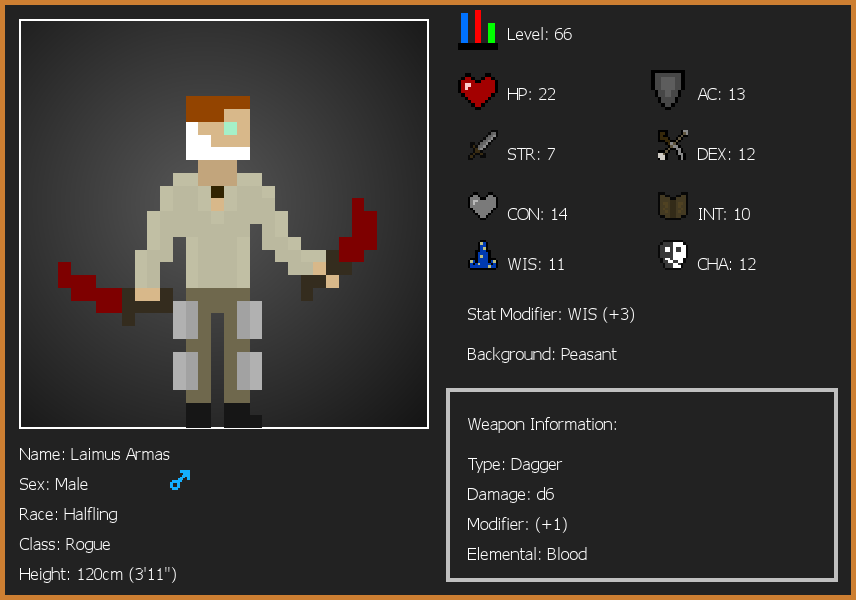 Level: 66
HP: 22
AC: 13
STR: 7
DEX: 12
CON: 14
INT: 10
WIS: 11
CHA: 12
Stat Modifier: WIS (+3)
Background: Peasant
Weapon Information:
Type: Dagger
Damage: d6
Modifier: (+1)
Elemental: Blood
Name: Laimus Armas
Sex: Male
Race: Halfling
Class: Rogue
Height: 120cm (3'11")